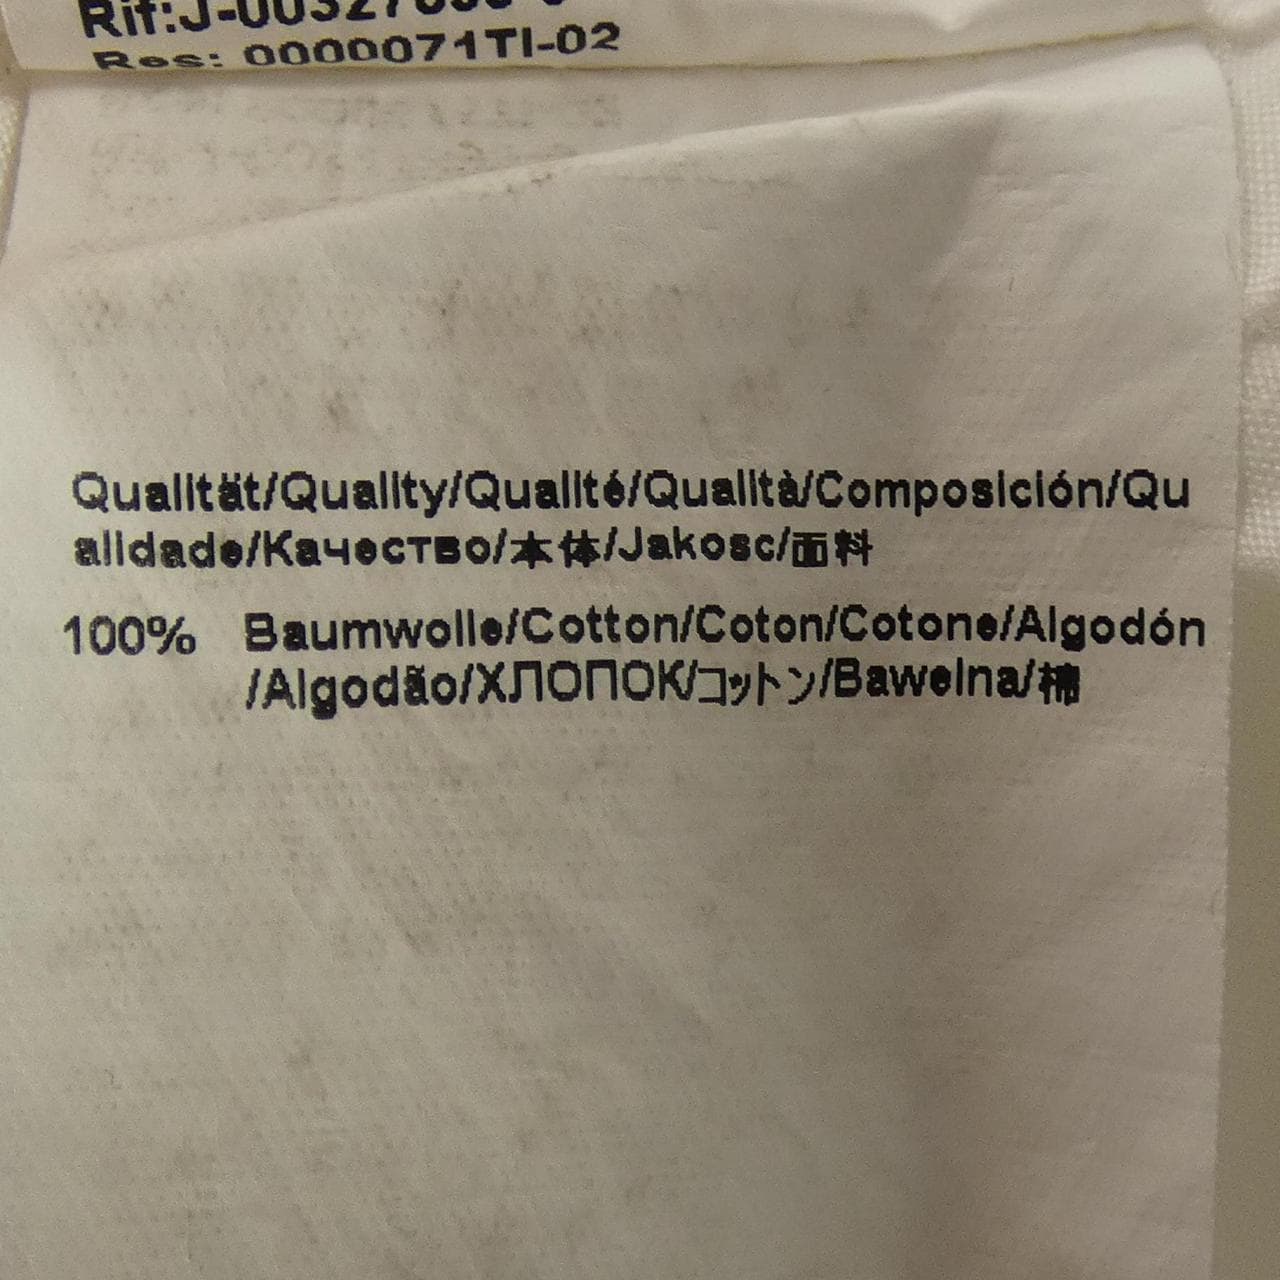 Res: 0000071TI-02
Qualität/Quality/Qualité/Qualità/Composición/Qu
alidade/Качество/本体/Jakosc/面料
100% Baumwolle/Cotton/Coton/Cotone/Algodón
/Algodão/ХЛОПОК/コットン/Bawelna/棉